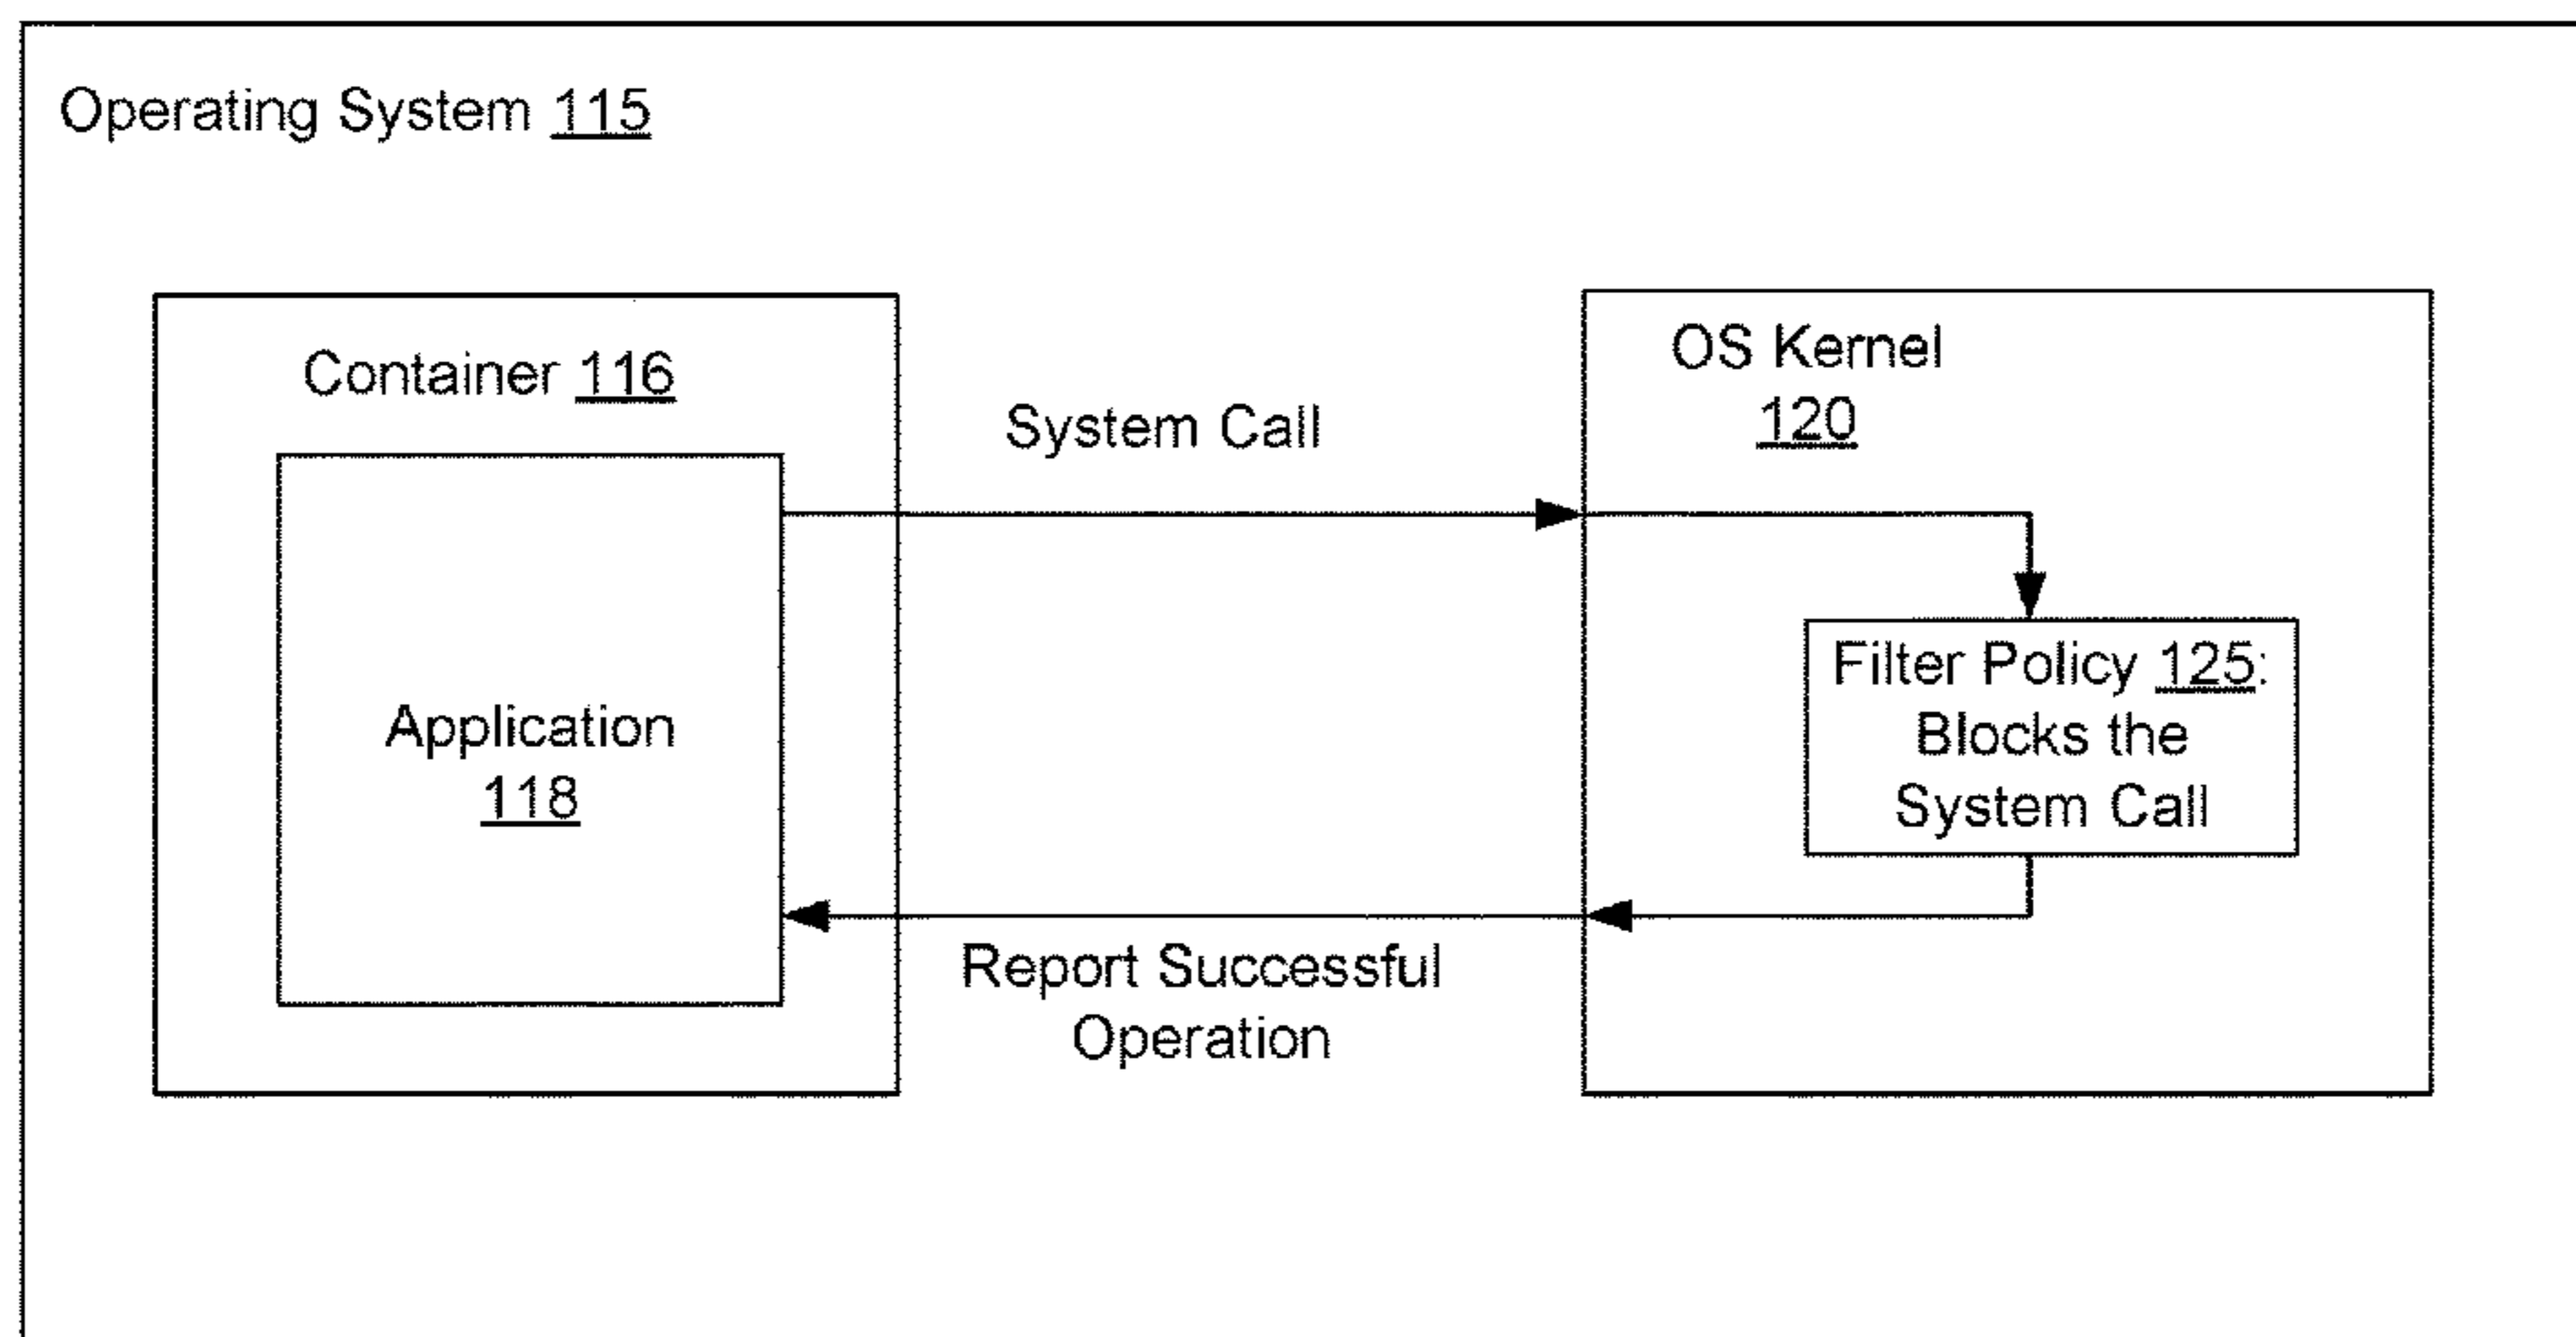 Operating System 115
Container 116
Application
118
System Call
OS Kernel
120
Filter Policy 125:
Blocks the
System Call
Report Successful
Operation